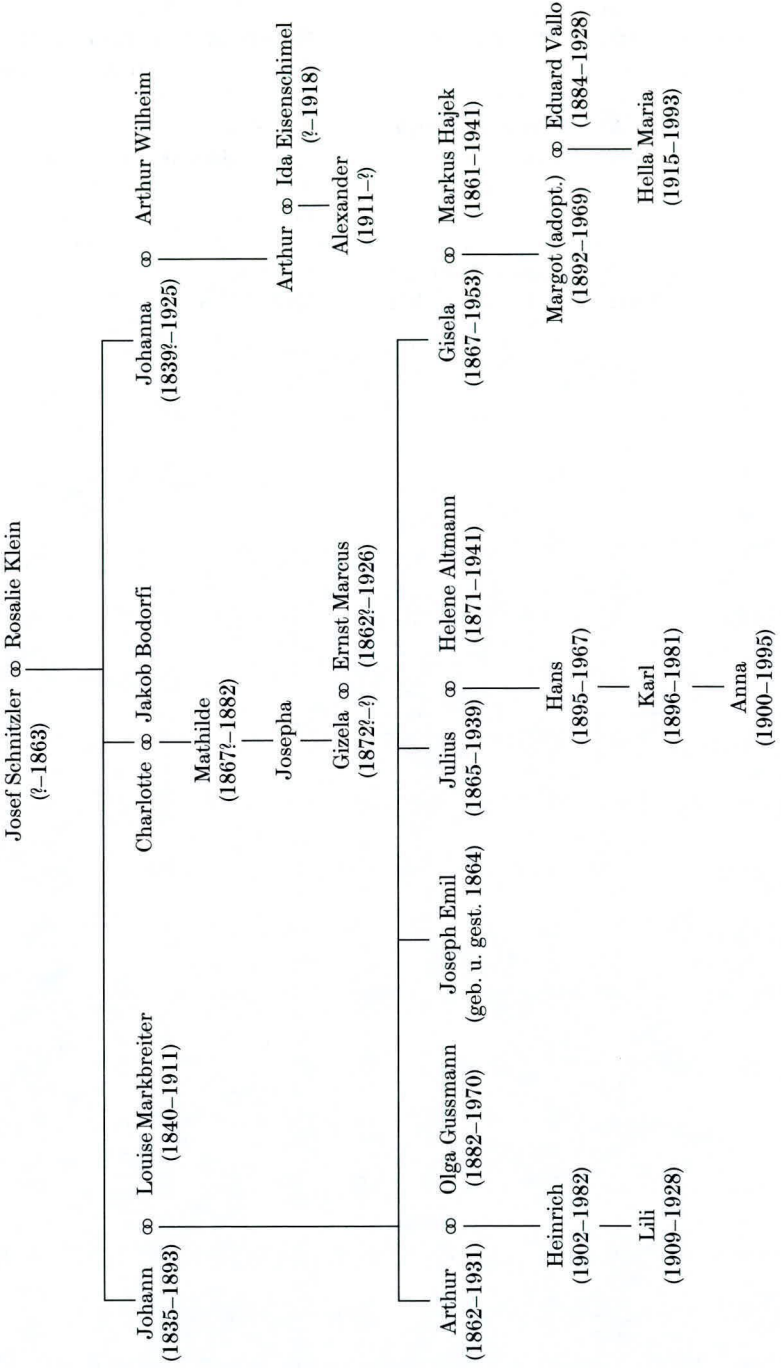 Josef Schnitzler ⚭ Rosalie Klein
(?–1863)
Johann ⚭ Louise Markbreiter
(1835–1893) (1840–1911)
Charlotte ⚭ Jakob Bodorfi
Mathilde
(1867?–1882)
Josepha
Gizela ⚭ Ernst Marcus
(1872?–?) (1862?–1926)
Johanna ⚭ Arthur Wilheim
(1839?–1925)
Arthur ⚭ Ida Eisenschimel
(?–1918)
Alexander
(1911–?)
Arthur ⚭ Olga Gussmann
(1862–1931) (1882–1970)
Heinrich
(1902–1982)
Lili
(1909–1928)
Joseph Emil
(geb. u. gest. 1864)
Julius ⚭ Helene Altmann
(1865–1939) (1871–1941)
Hans
(1895–1967)
Karl
(1896–1981)
Anna
(1900–1995)
Gisela ⚭ Markus Hajek
(1867–1953) (1861–1941)
Margot (adopt.) ⚭ Eduard Vallo
(1892–1969) (1884–1928)
Hella Maria
(1915–1993)